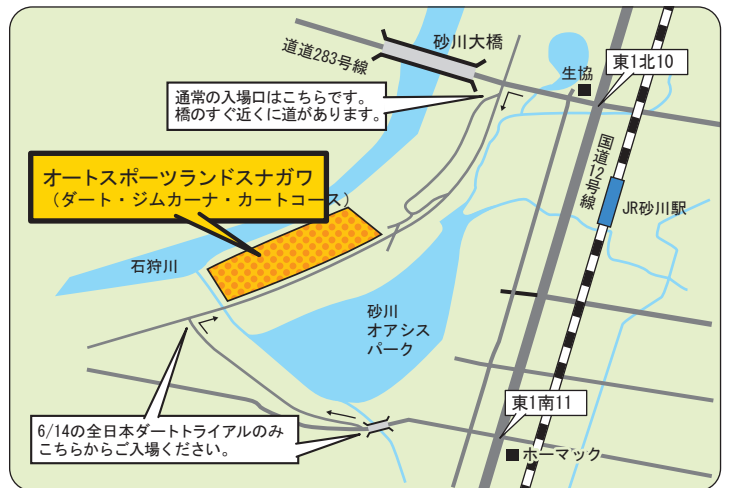 砂川大橋
道道283号線
生協
東1北10
通常の入場口はこちらです。
橋のすぐ近くに道があります。
国道12号線
オートスポーツランドスナガワ
（ダート・ジムカーナ・カートコース）
JR砂川駅
石狩川
砂川
オアシス
パーク
東1南11
6/14の全日本ダートトライアルのみ
こちらからご入場ください。
ホーマック